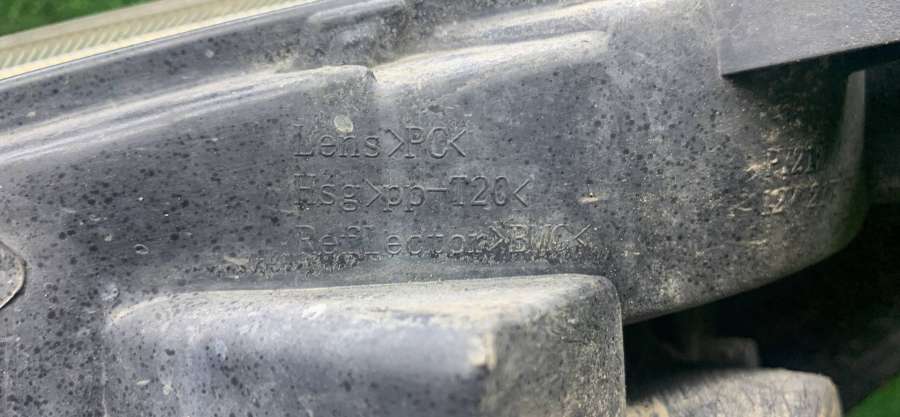 Lens>PC<
Hsg>pp-T20<
Reflector>BMC<